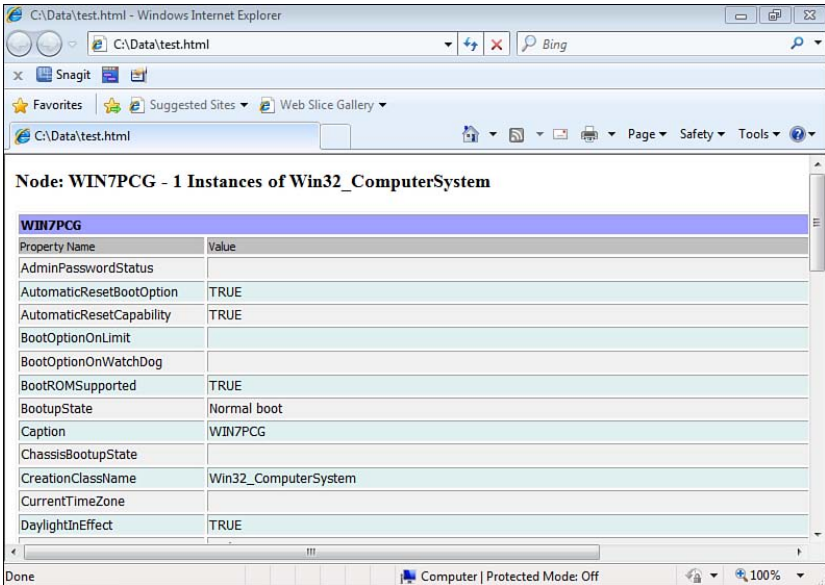 C:\Data\test.html - Windows Internet Explorer
C:\Data\test.html
Bing
Snagit
Favorites
Suggested Sites
Web Slice Gallery
C:\Data\test.html
Page
Safety
Tools
Node: WIN7PCG - 1 Instances of Win32_ComputerSystem
WIN7PCG
Property Name Value
AdminPasswordStatus
AutomaticResetBootOption TRUE
AutomaticResetCapability TRUE
BootOptionOnLimit
BootOptionOnWatchDog
BootROMSupported TRUE
BootupState Normal boot
Caption WIN7PCG
ChassisBootupState
CreationClassName Win32_ComputerSystem
CurrentTimeZone
DaylightInEffect TRUE
Done
Computer | Protected Mode: Off
100%